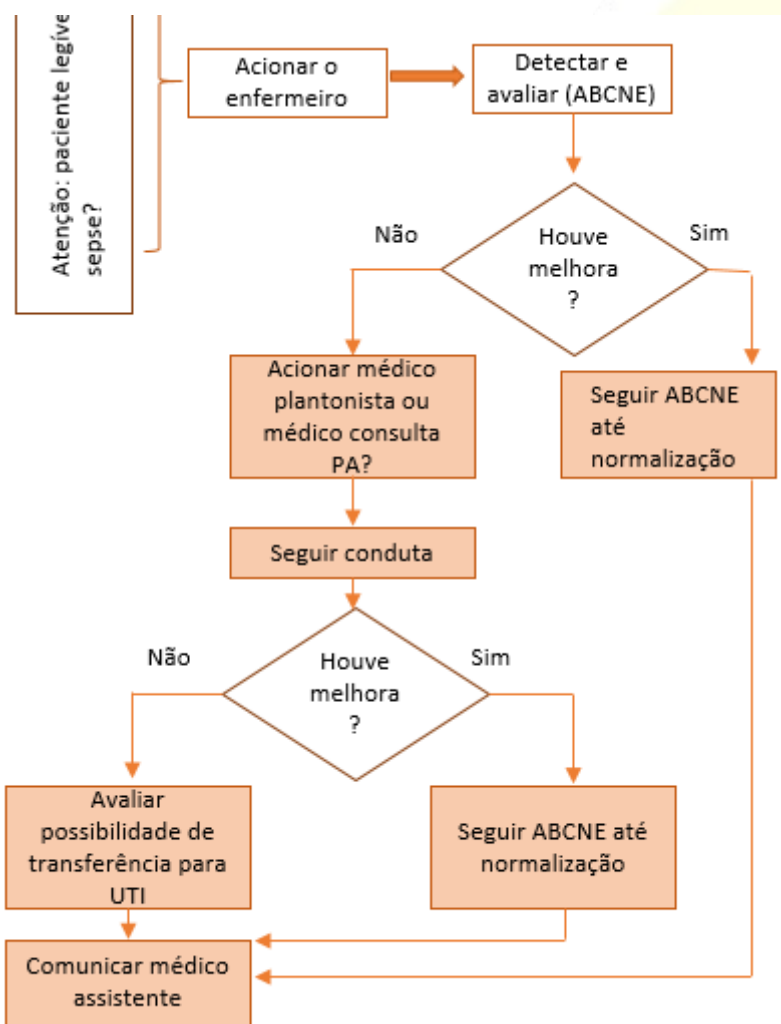 Atenção: paciente
sepse?
Acionar o
enfermeiro
Detectar e
avaliar (ABCNE)
Houve
melhora
?
Não
Sim
Acionar médico
plantonista ou
médico consulta
PA?
Seguir ABCNE
até
normalização
Seguir conduta
Houve
melhora
?
Não
Sim
Avaliar
possibilidade de
transferência para
UTI
Seguir ABCNE até
normalização
Comunicar médico
assistente